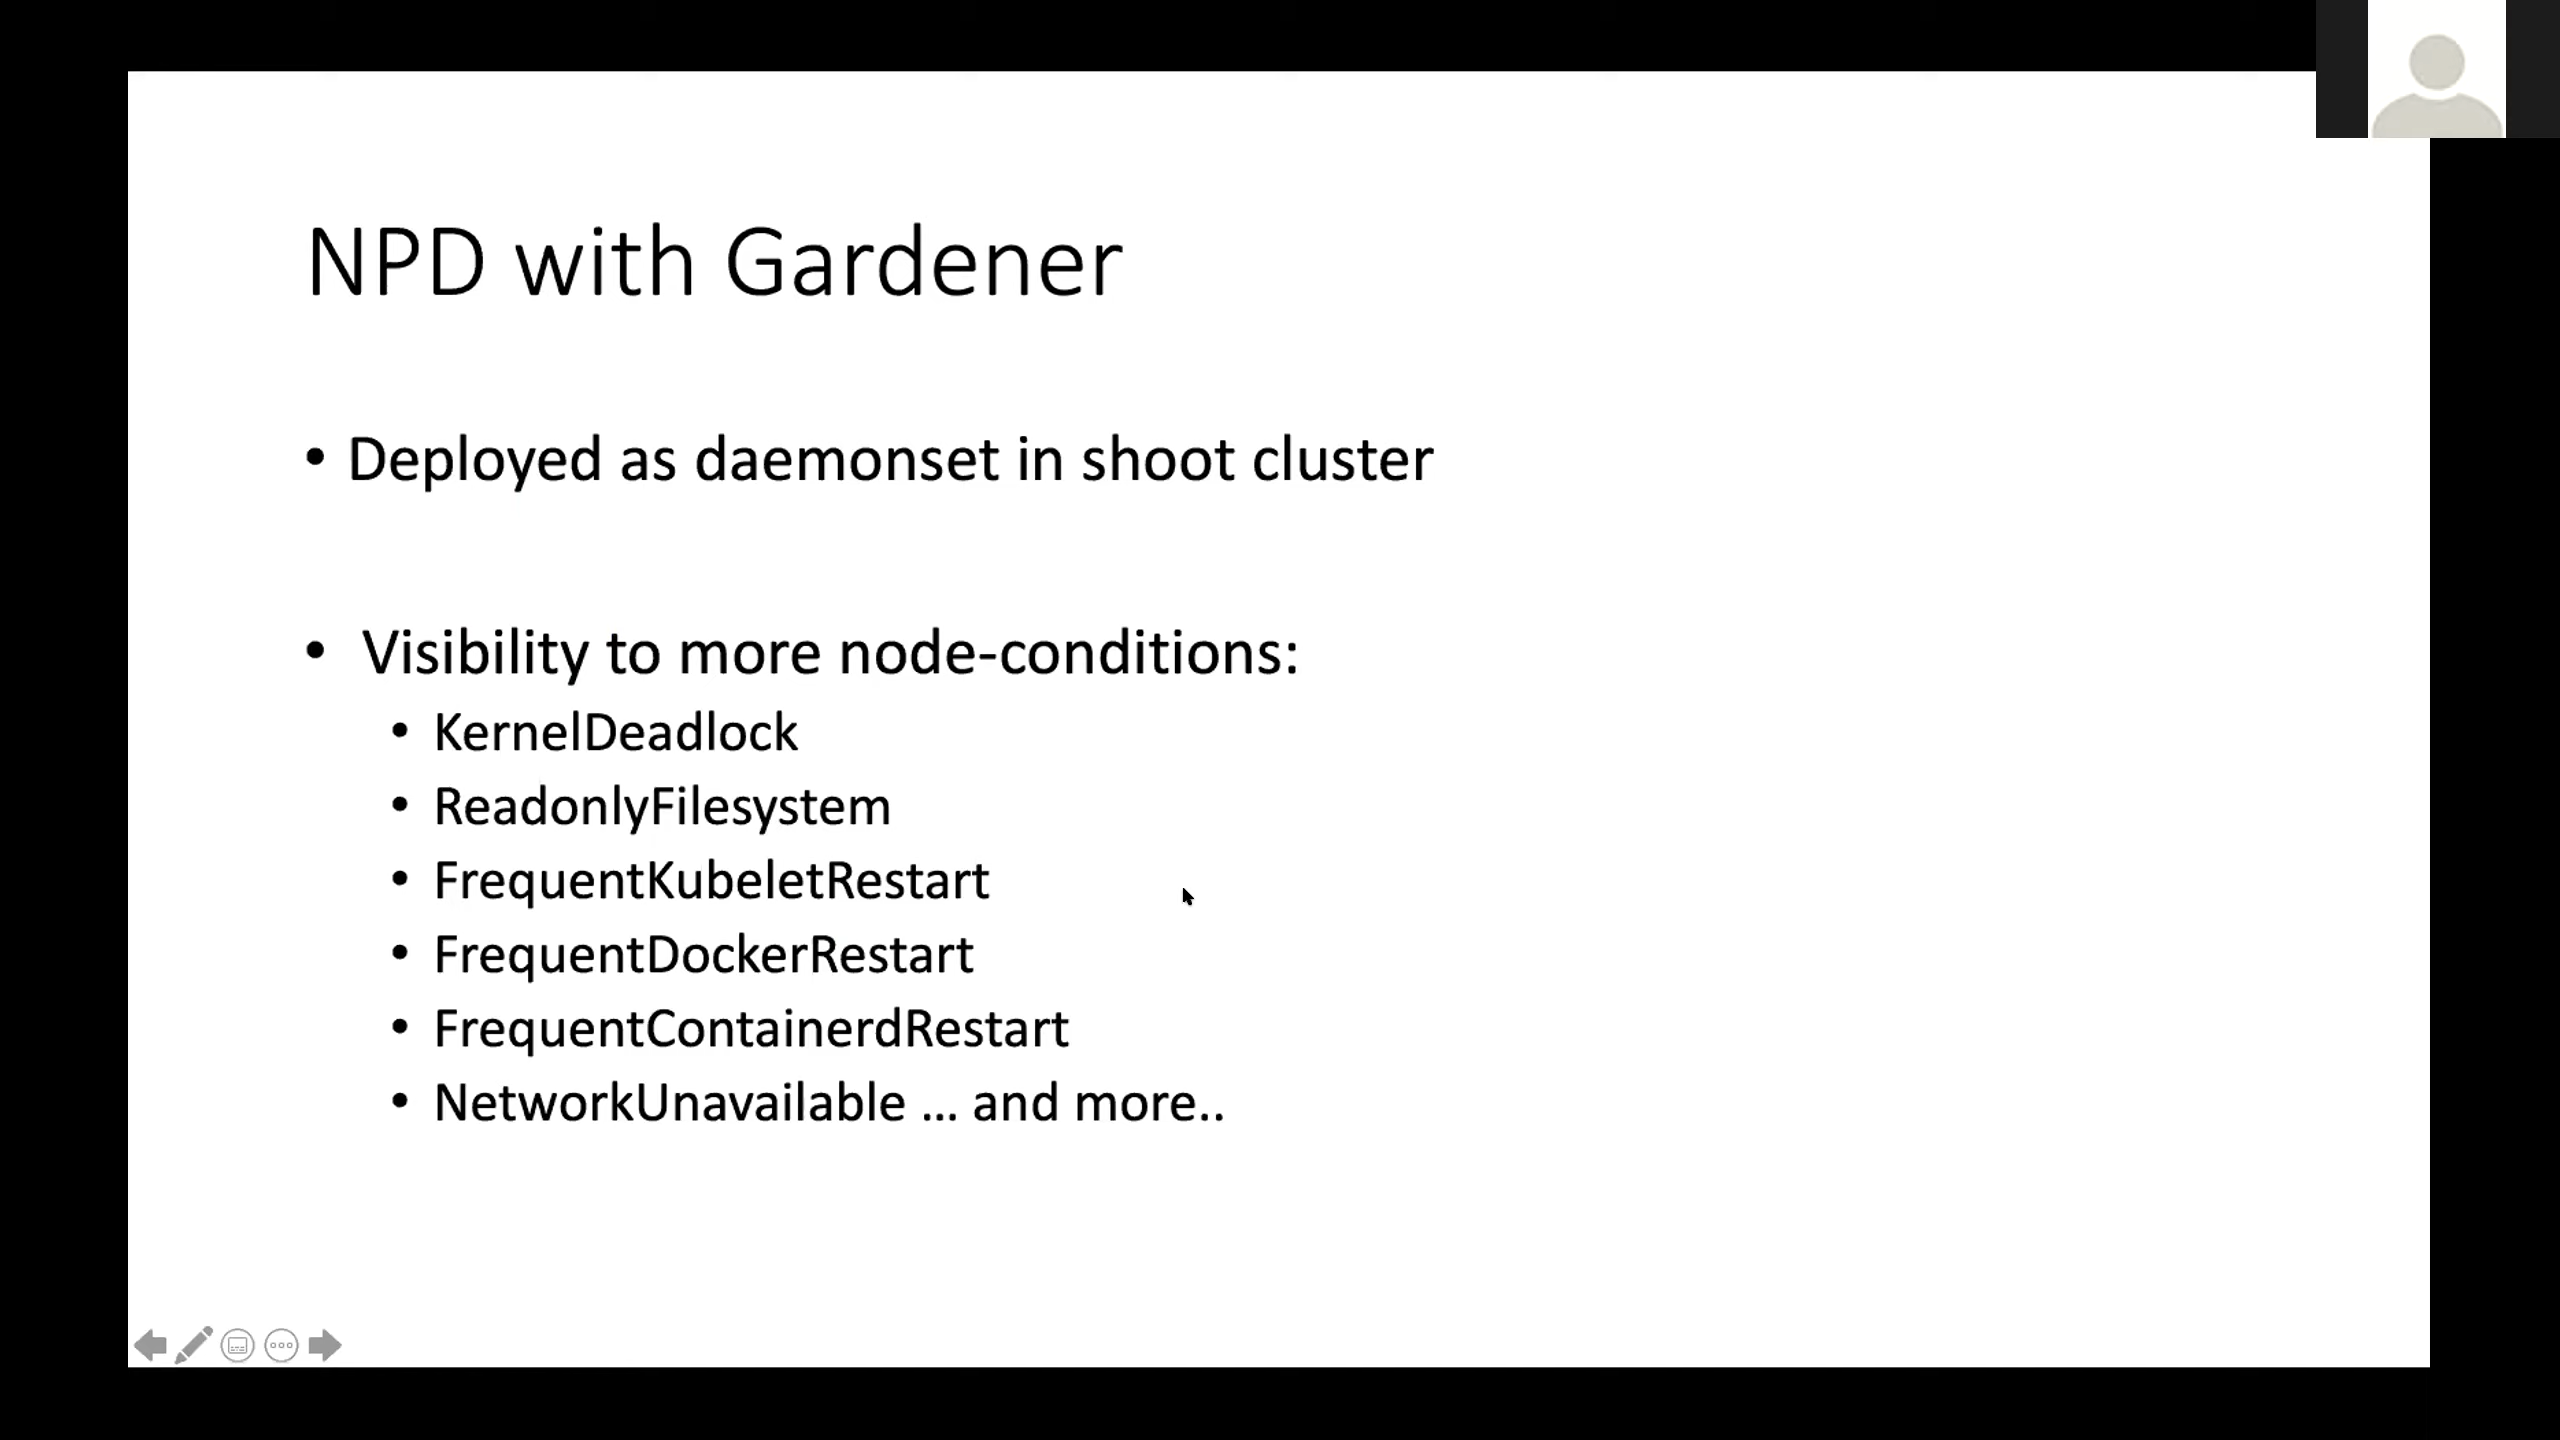 NPD with Gardener
• Deployed as daemonset in shoot cluster
• Visibility to more node-conditions:
• KernelDeadlock
• ReadonlyFilesystem
• FrequentKubeletRestart
• FrequentDockerRestart
• FrequentContainerdRestart
• NetworkUnavailable ... and more..